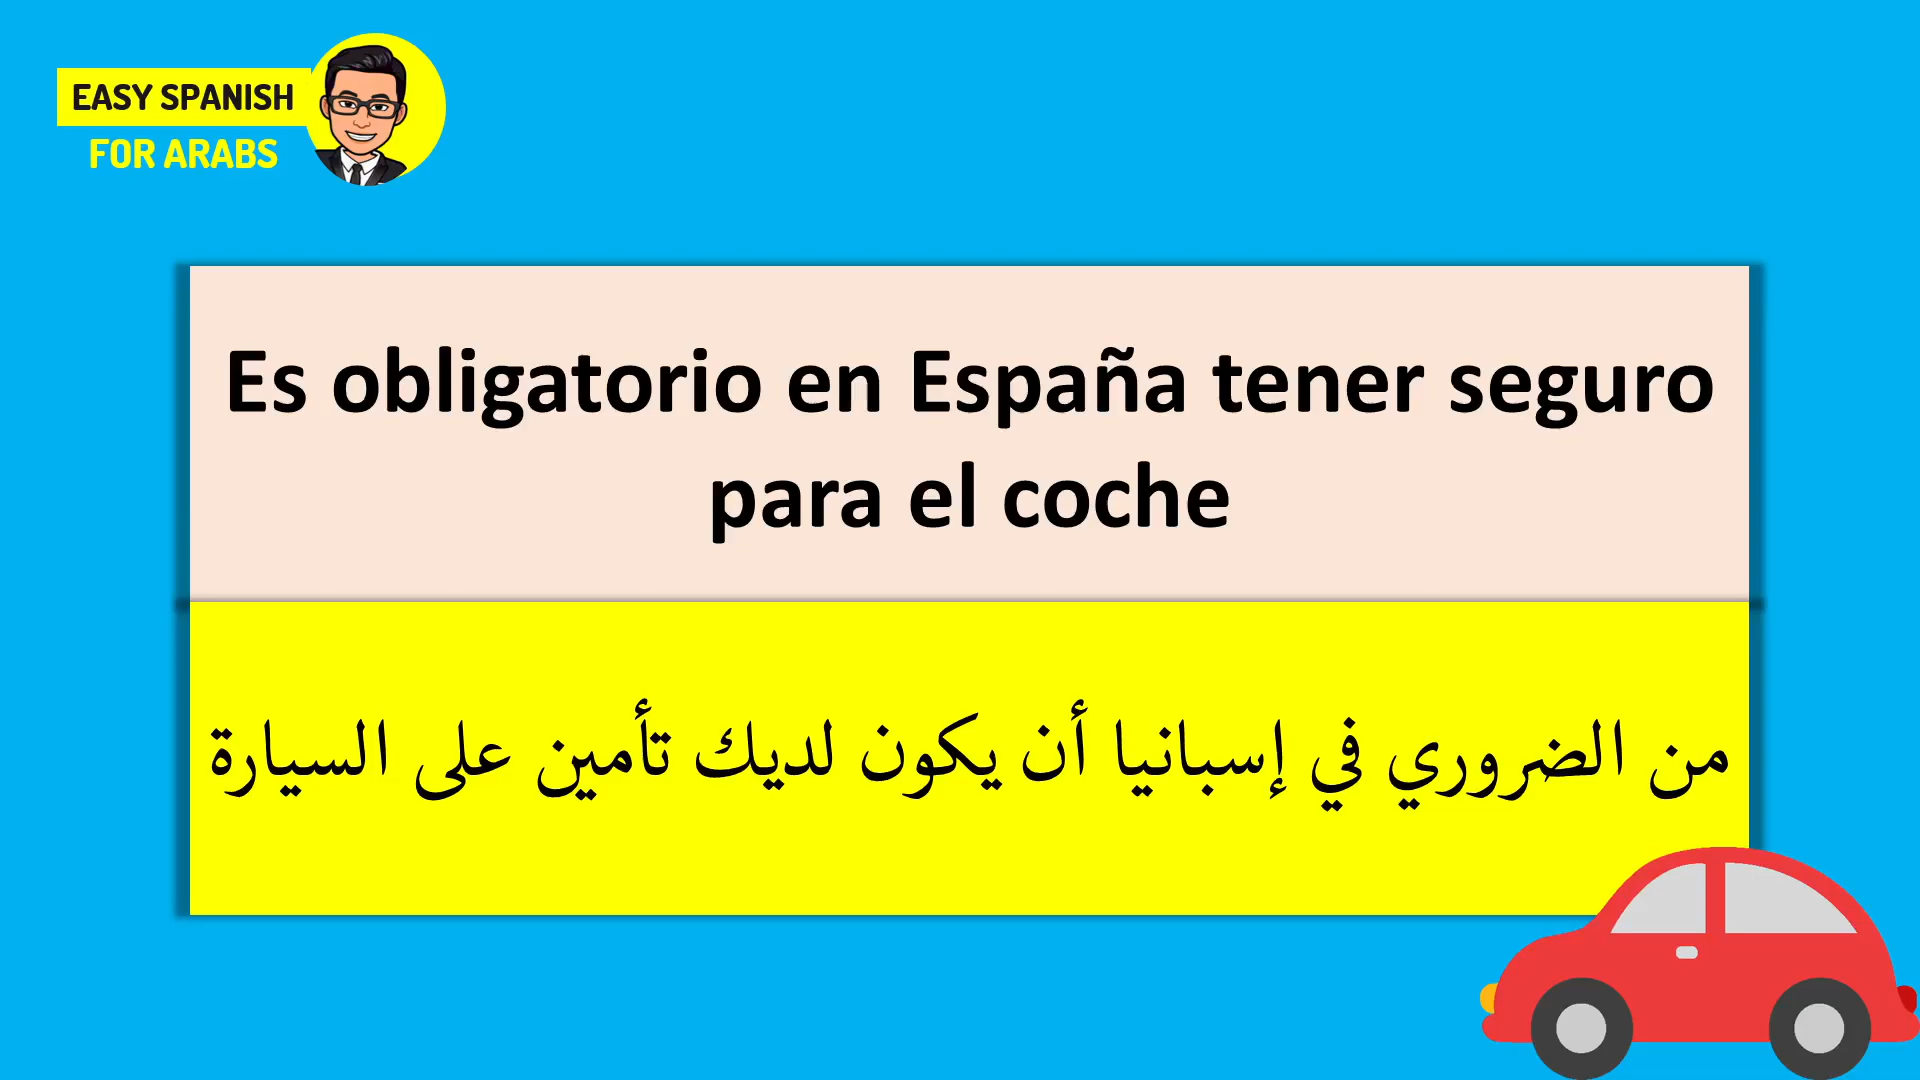 EASY SPANISH
FOR ARABS
Es obligatorio en España tener seguro
para el coche
من الضروري في إسبانيا أن يكون لديك تأمين على السيارة